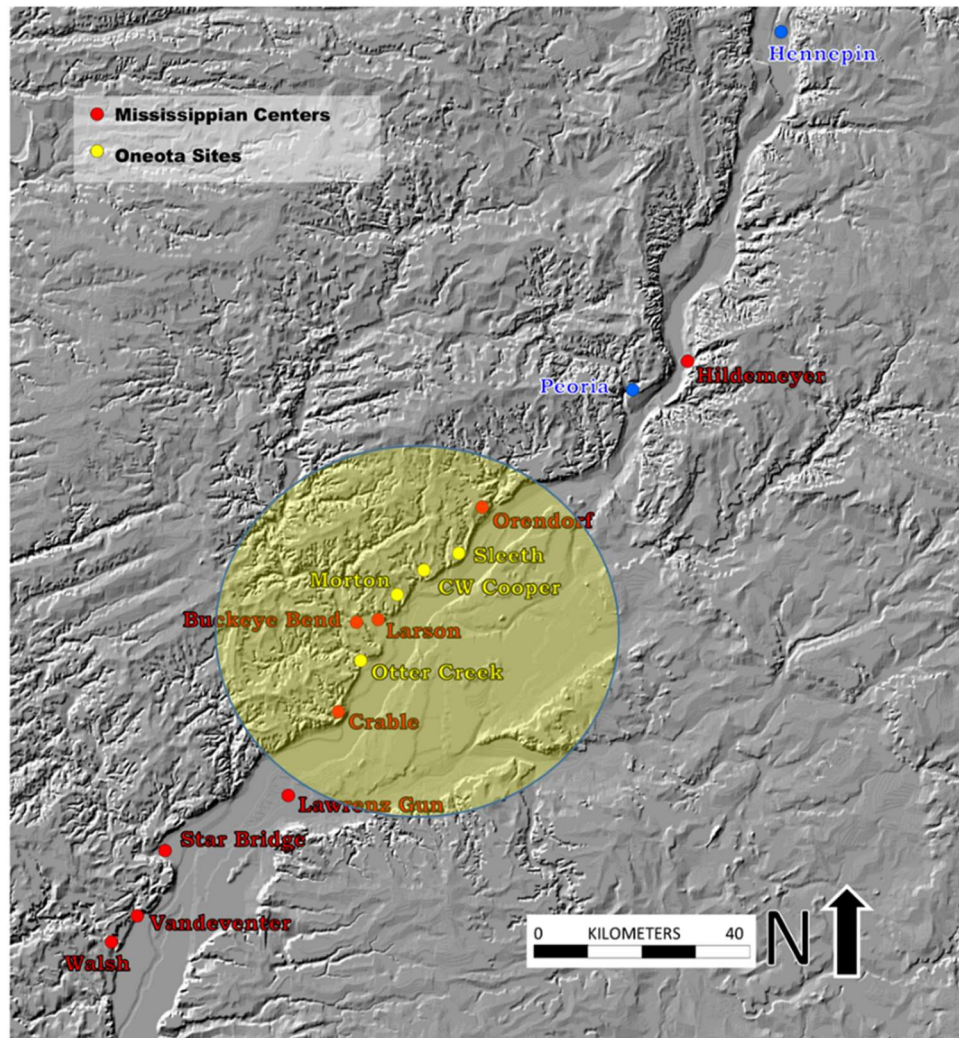 Hennepin
Mississippian Centers
Oneota Sites
Hildemeyer
Peoria
Orendorf
Sleeth
Morton
CW Cooper
Buckeye Bend
Larson
Otter Creek
Crable
Lawrenz Gun
Star Bridge
Vandeventer
Walsh
0 KILOMETERS 40
N